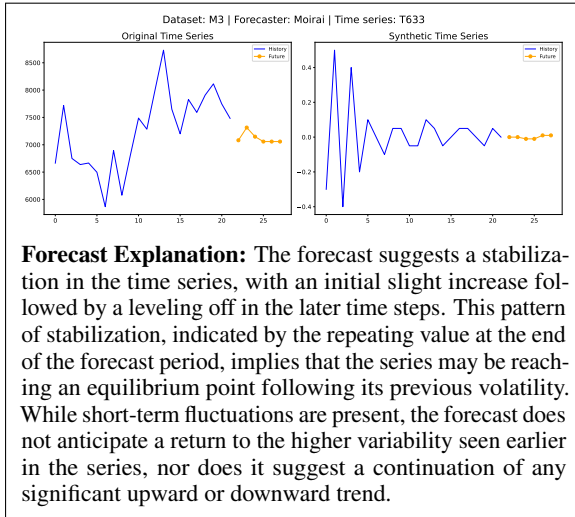 Dataset: M3 | Forecaster: Moirai | Time series: T633
Original Time Series
Synthetic Time Series
History
Future
8500
8000
7500
7000
6500
6000
0 5 10 15 20 25
History
Future
0.4
0.2
0.0
−0.2
−0.4
0 5 10 15 20 25
Forecast Explanation: The forecast suggests a stabiliza-
tion in the time series, with an initial slight increase fol-
lowed by a leveling off in the later time steps. This pattern
of stabilization, indicated by the repeating value at the end
of the forecast period, implies that the series may be reach-
ing an equilibrium point following its previous volatility.
While short-term fluctuations are present, the forecast does
not anticipate a return to the higher variability seen earlier
in the series, nor does it suggest a continuation of any
significant upward or downward trend.